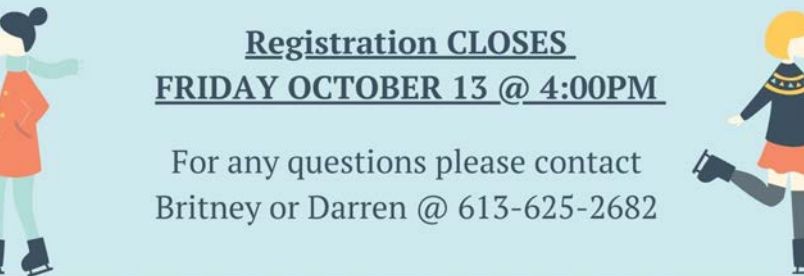 Registration CLOSES
FRIDAY OCTOBER 13 @ 4:00PM
For any questions please contact
Britney or Darren @ 613-625-2682